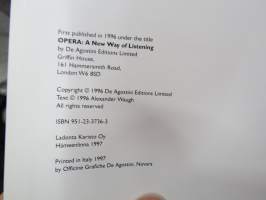 First published in 1996 under the title
OPERA: A New Way of Listening
by De Agostini Editions Limited
Griffin House,
161 Hammersmith Road,
London W6 8SD
Copyright © 1996 De Agostini Editions Limited
Text © 1996 Alexander Waugh
All rights reserved
ISBN 951-23-3736-3
Ladonta Karisto Oy
Hämeenlinna 1997
Printed in Italy 1997
by Officine Grafiche De Agostini, Novara